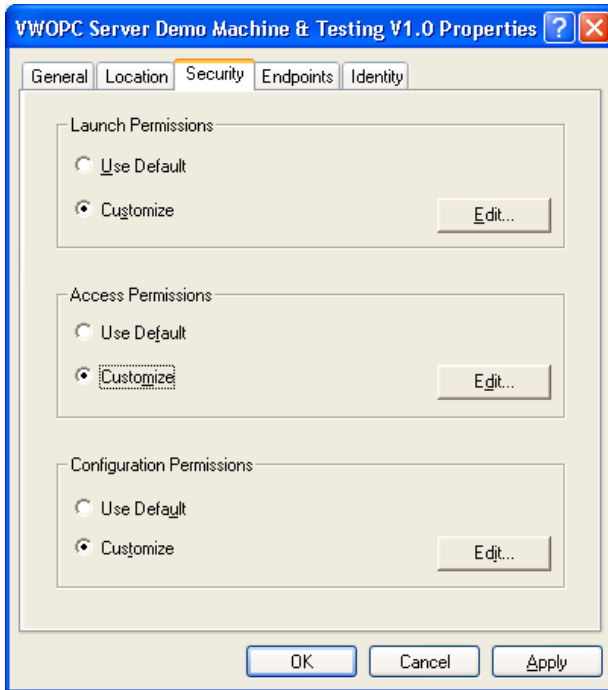 VWOPC Server Demo Machine & Testing V1.0 Properties ?
General Location Security Endpoints Identity
Launch Permissions
Use Default
Customize
Edit...
Access Permissions
Use Default
Customize
Edit...
Configuration Permissions
Use Default
Customize
Edit...
OK Cancel Apply